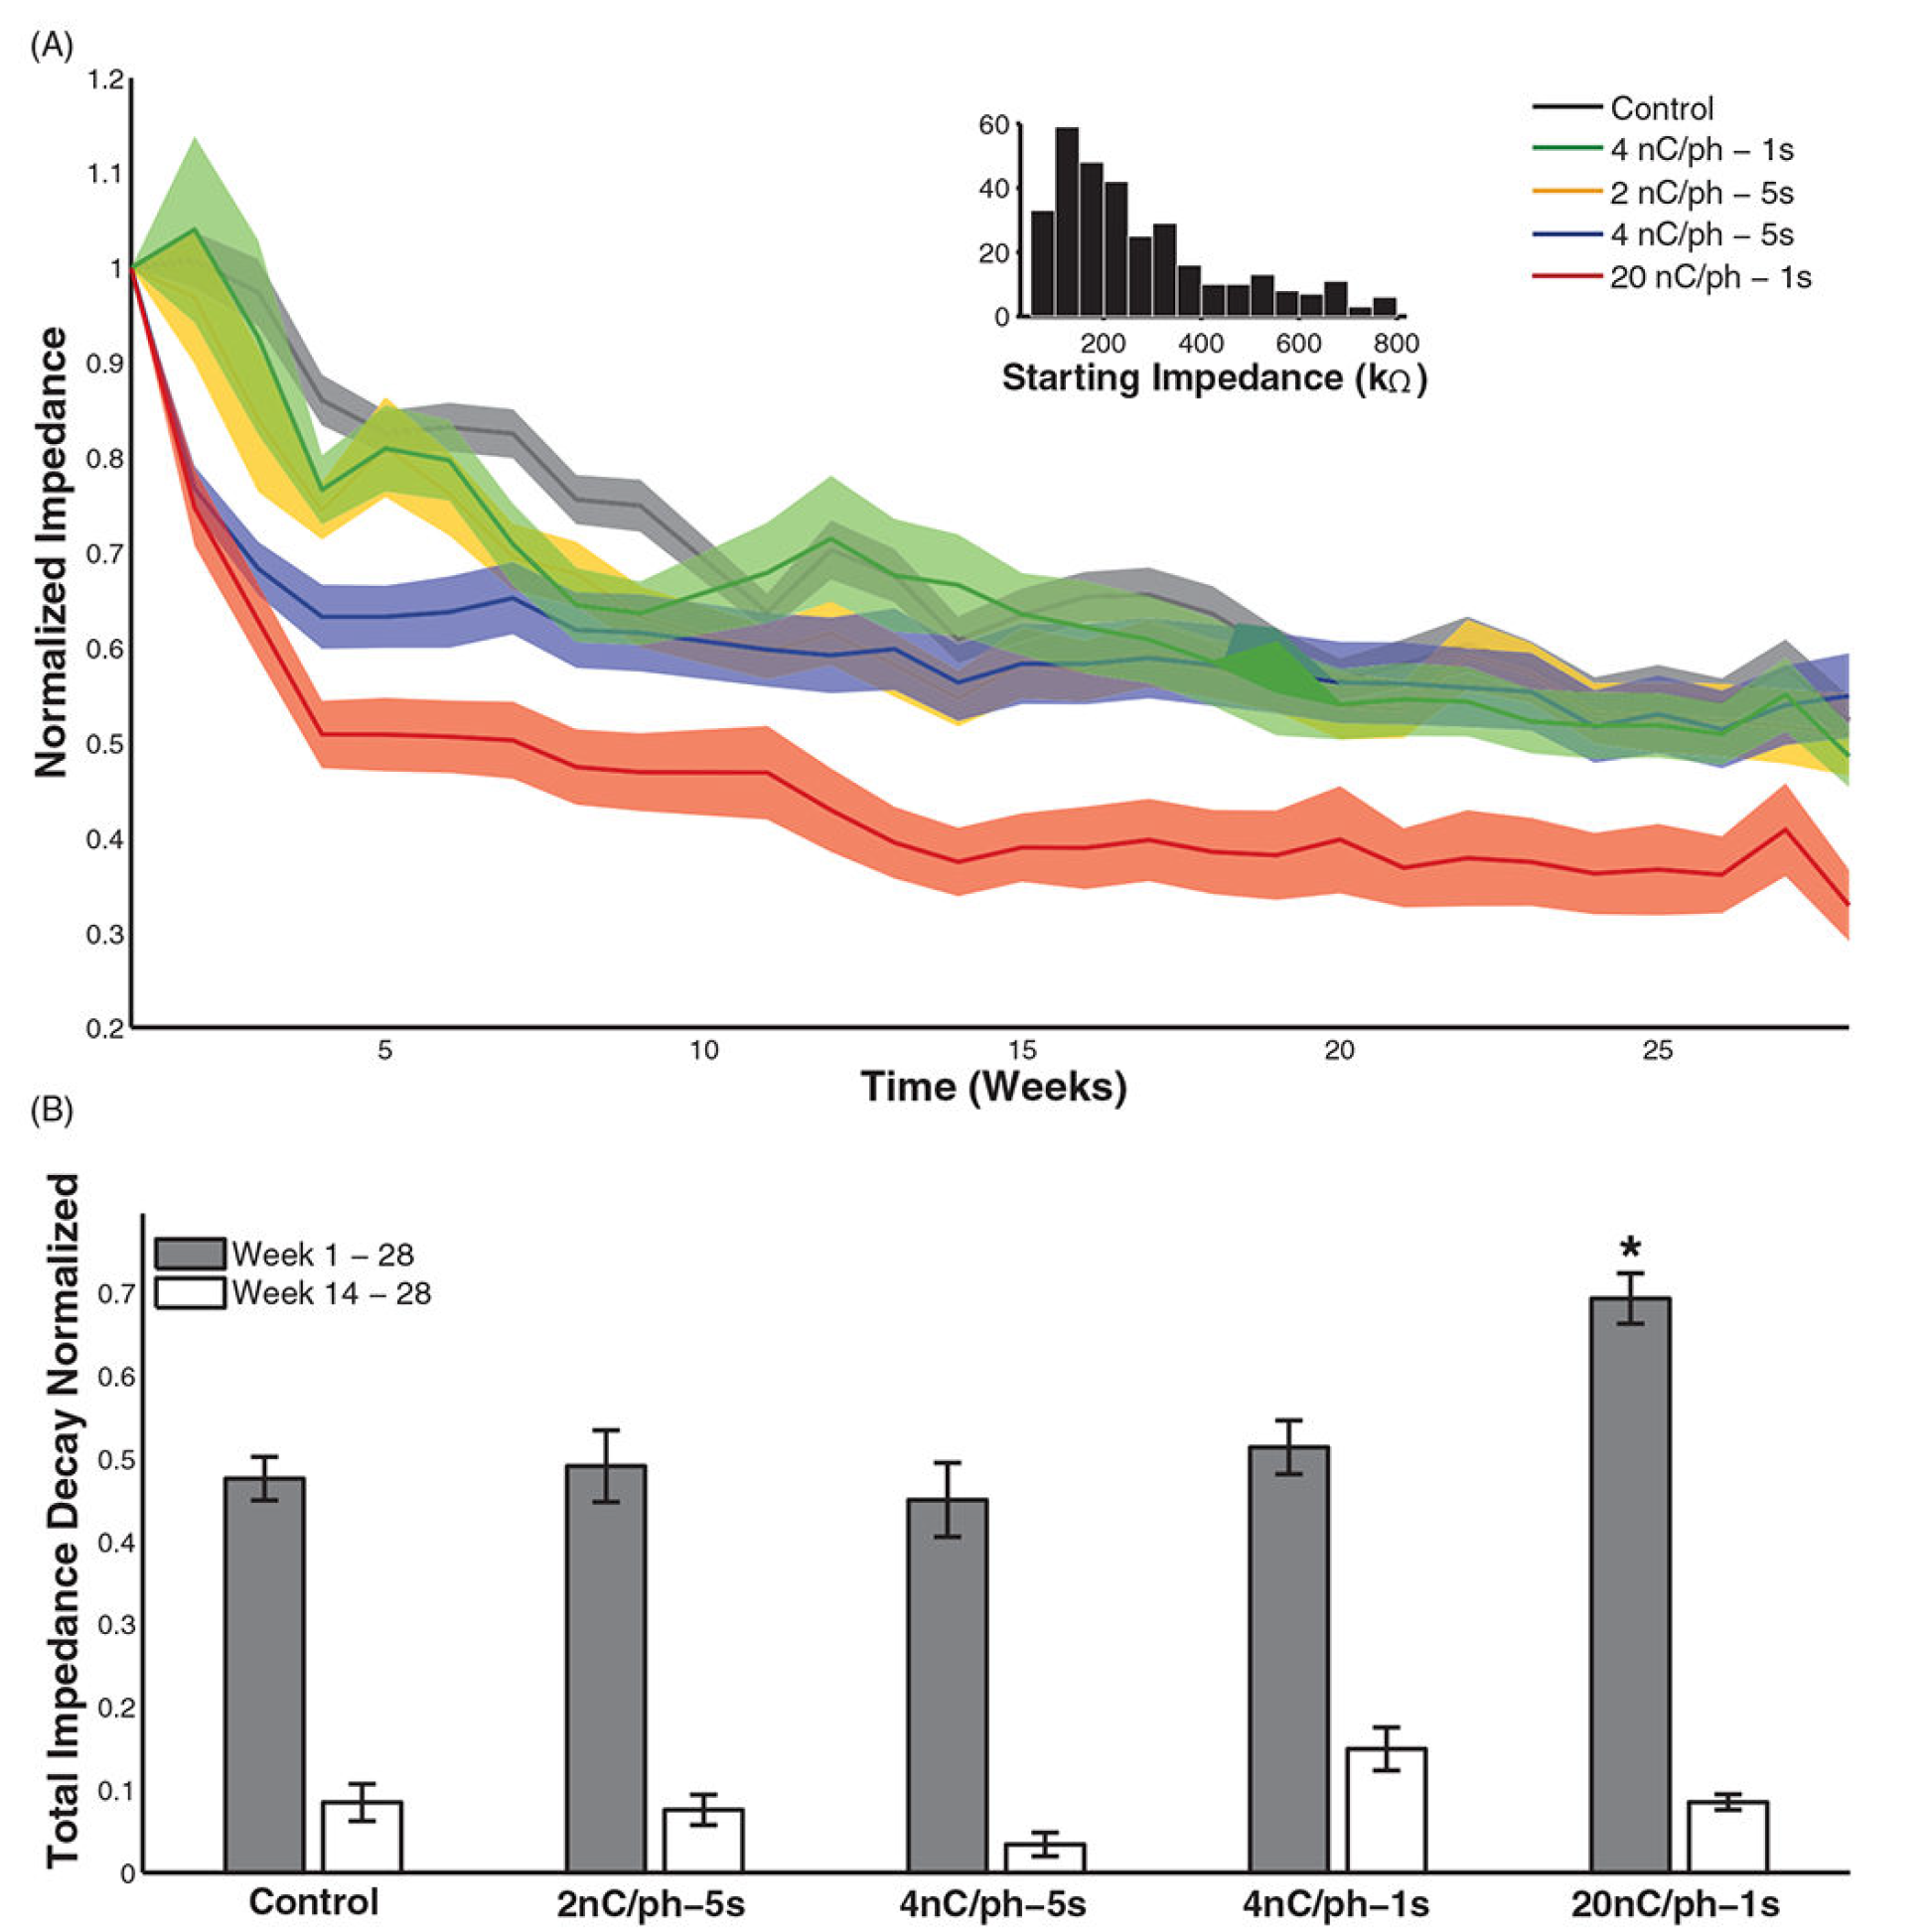 (A)
1.2
1.1
1
0.9
0.8
0.7
0.6
0.5
0.4
0.3
0.2
Normalized Impedance
5 10 15 20 25
Time (Weeks)
60
40
20
0
200 400 600 800
Starting Impedance (kΩ)
Control
4 nC/ph – 1s
2 nC/ph – 5s
4 nC/ph – 5s
20 nC/ph – 1s
(B)
Total Impedance Decay Normalized
Week 1 – 28
Week 14 – 28
*
0.7
0.6
0.5
0.4
0.3
0.2
0.1
0
Control 2nC/ph–5s 4nC/ph–5s 4nC/ph–1s 20nC/ph–1s